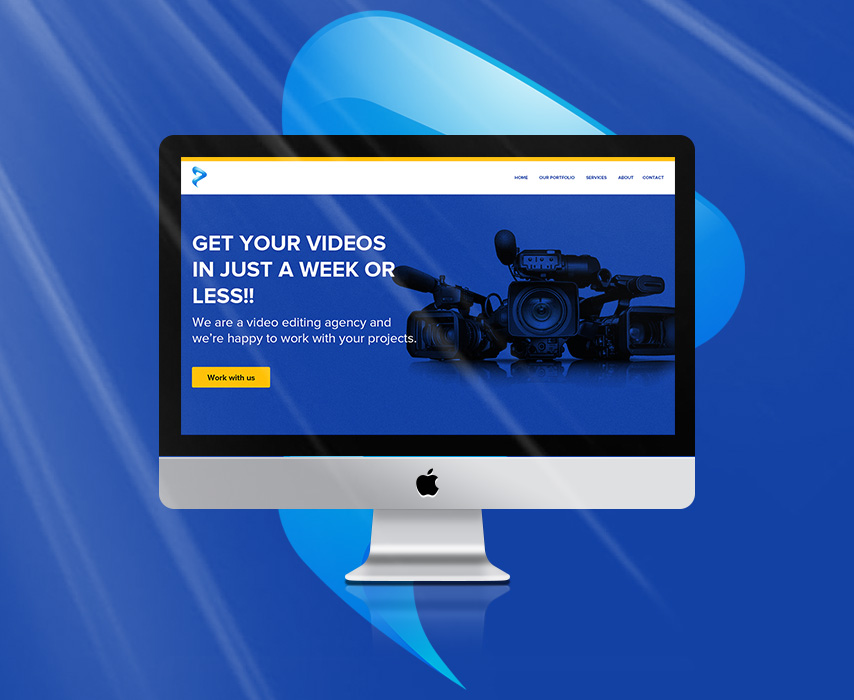 HOME OUR PORTFOLIO SERVICES ABOUT CONTACT
GET YOUR VIDEOS
IN JUST A WEEK OR
LESS!!
We are a video editing agency and
we're happy to work with your projects.
Work with us